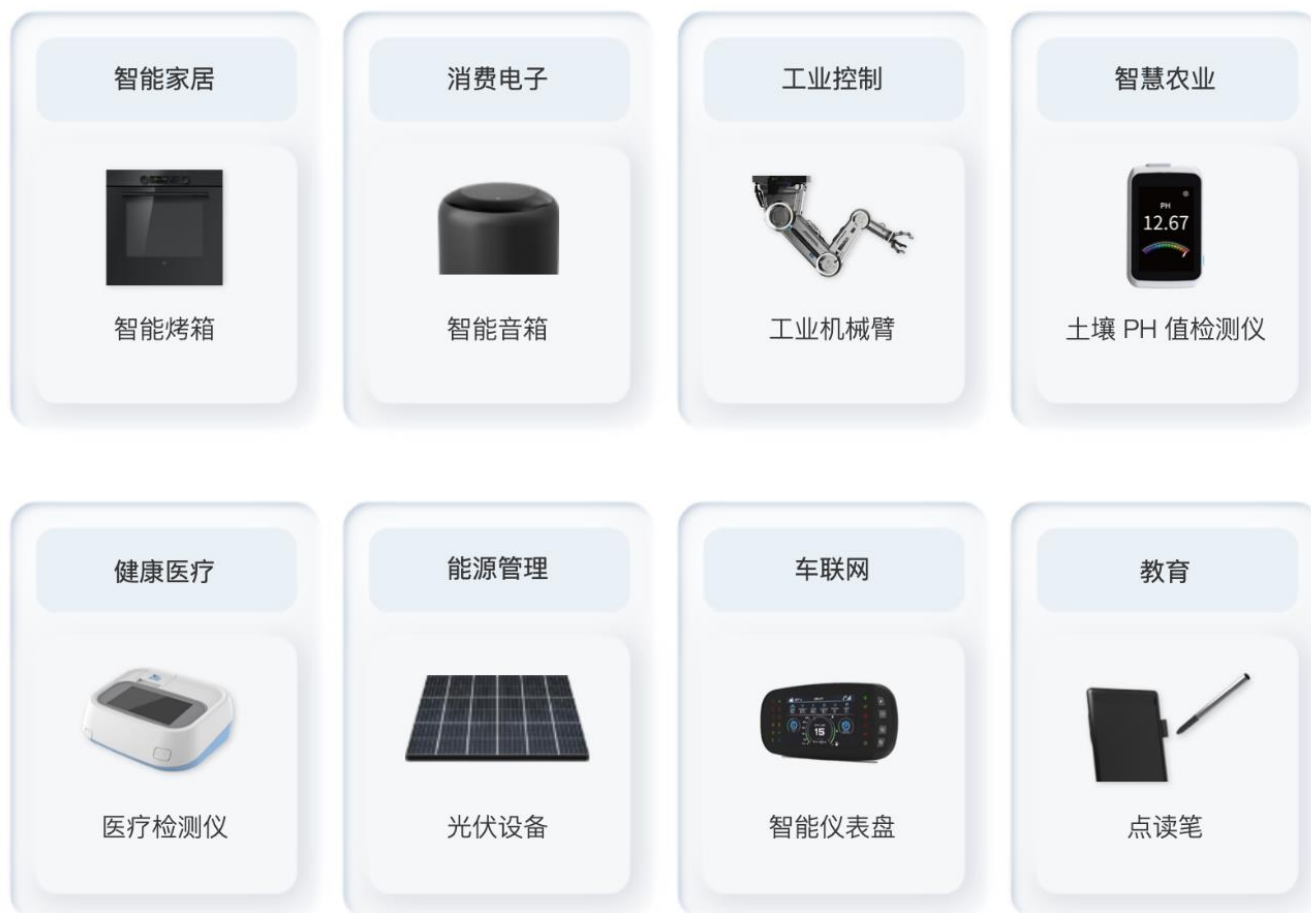 智能家居
消费电子
工业控制
智慧农业
PH
12.67
智能烤箱
智能音箱
工业机械臂
土壤 PH 值检测仪
健康医疗
能源管理
车联网
教育
15
医疗检测仪
光伏设备
智能仪表盘
点读笔